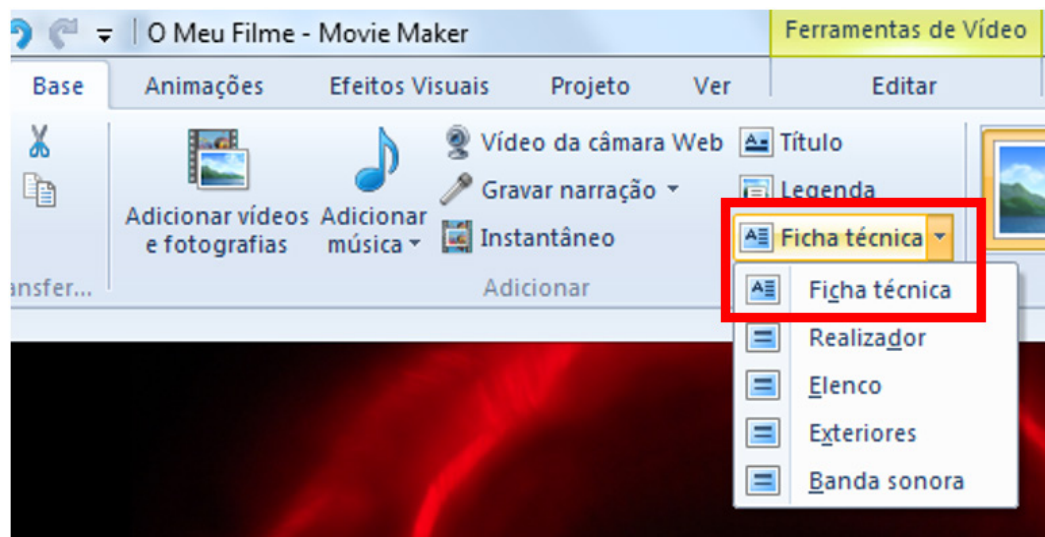 O Meu Filme - Movie Maker
Ferramentas de Vídeo
Base Animações Efeitos Visuais Projeto Ver Editar
Adicionar vídeos e fotografias
Adicionar música
Vídeo da câmara Web
Gravar narração
Instantâneo
Título
Legenda
Ficha técnica
ansfer...
Adicionar
Ficha técnica
Realizador
Elenco
Exteriores
Banda sonora